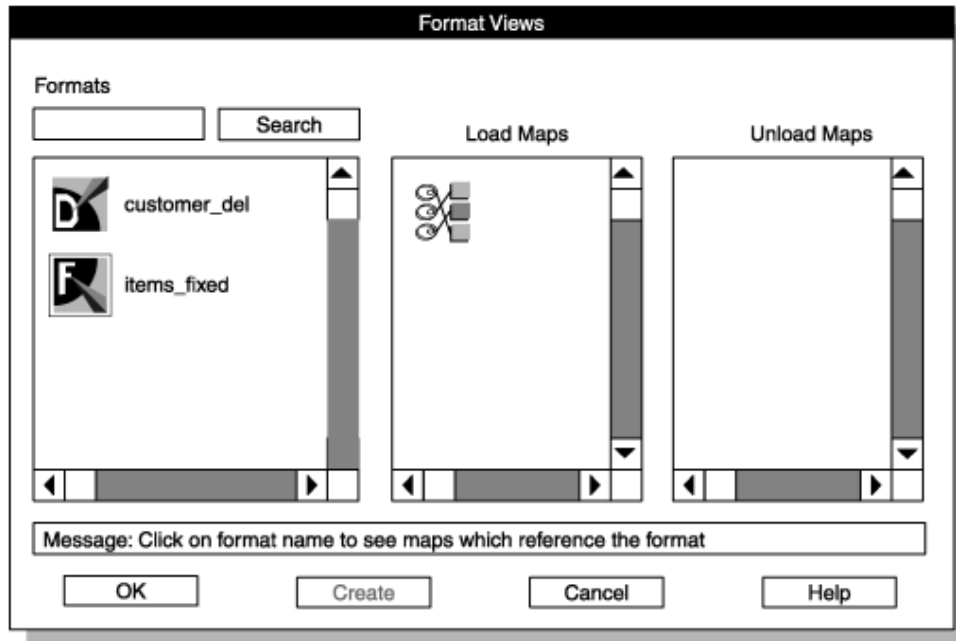 Format Views
Formats
Search
Load Maps
Unload Maps
D
customer_del
F
items_fixed
Message: Click on format name to see maps which reference the format
OK
Create
Cancel
Help